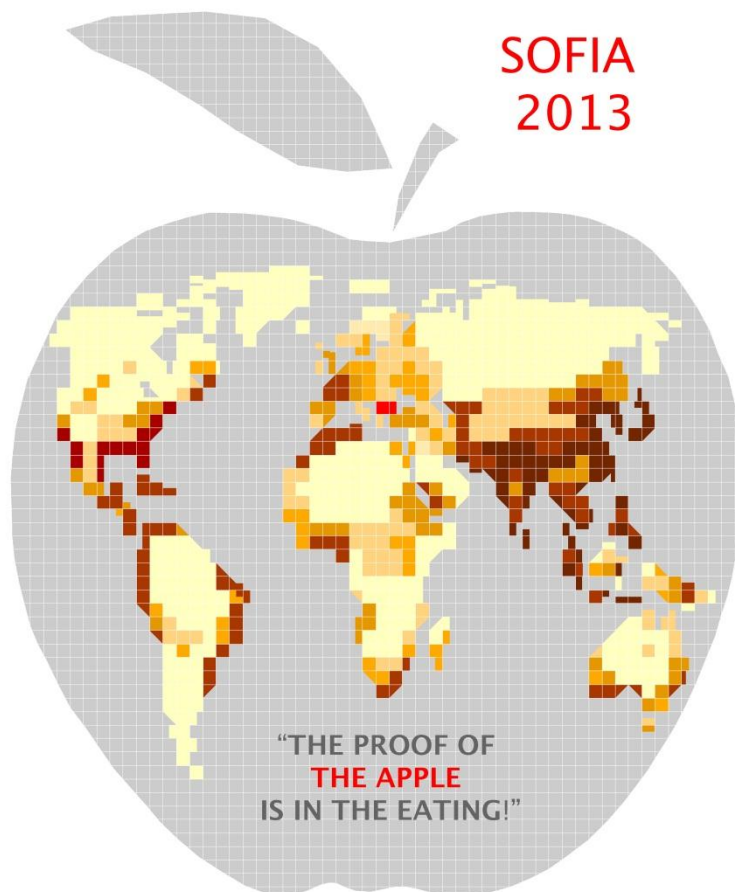 SOFIA
2013
“THE PROOF OF
THE APPLE
IS IN THE EATING!”